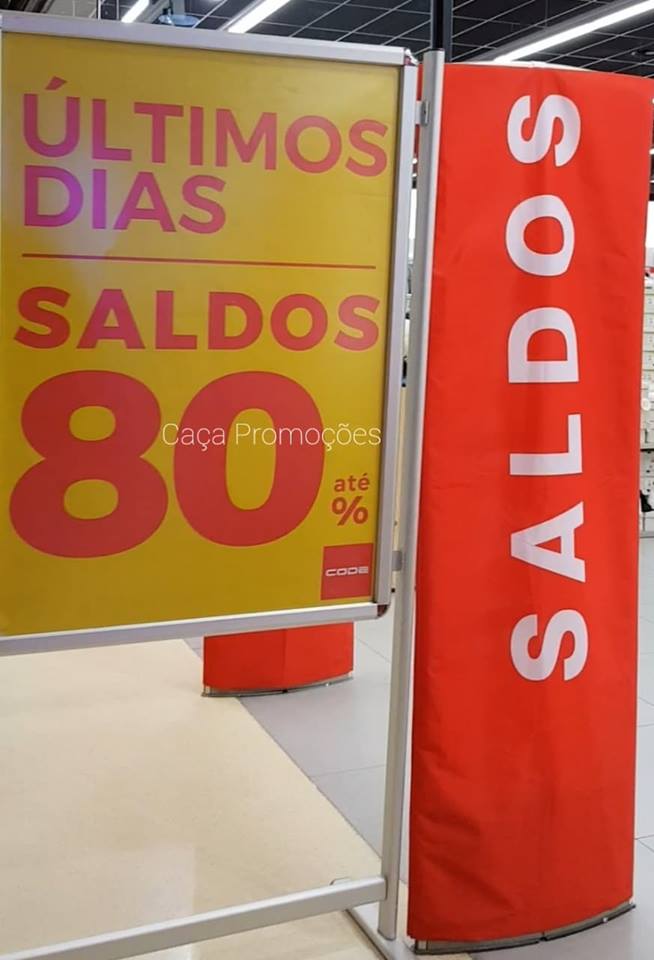 ÚLTIMOS
DIAS
SALDOS
80
até
%
Caça Promoções
CODE
SALDOS